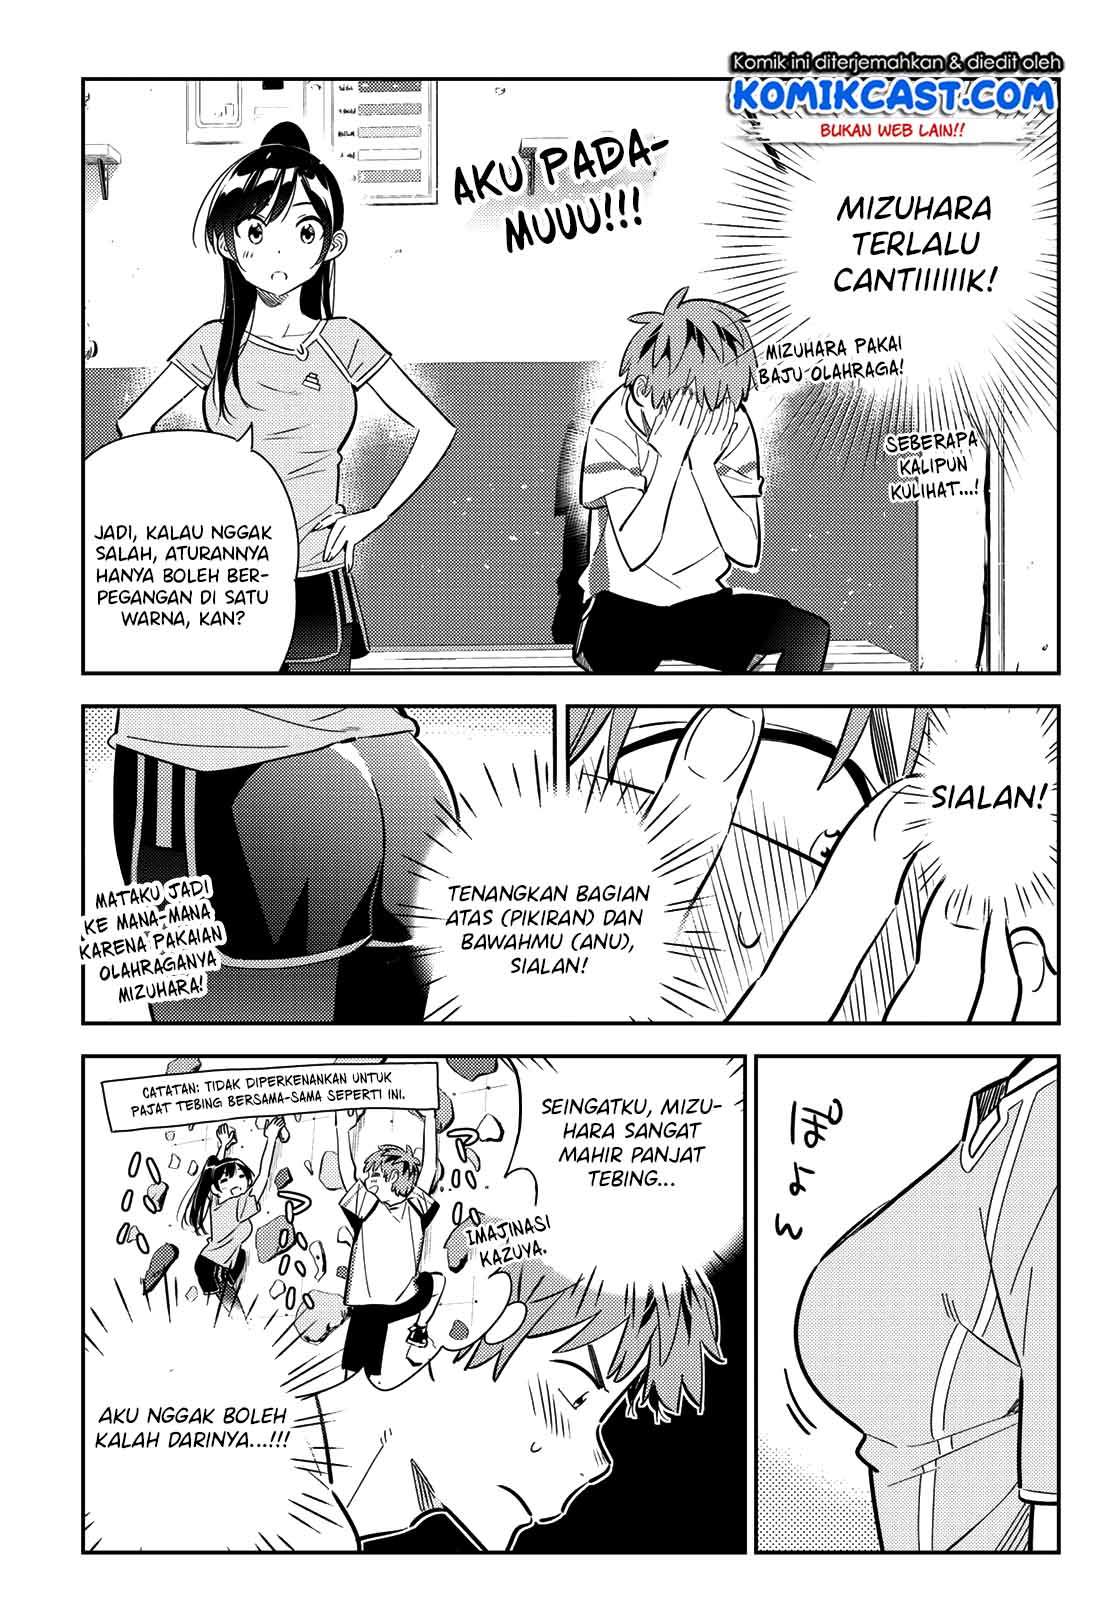 Komik ini diterjemahkan & diedit oleh
KOMIKCAST.COM
BUKAN WEB LAIN!!
AKU PADA-
MUUU!!!
MIZUHARA
TERLALU
CANTIIIIIIK!
MIZUHARA PAKAI
BAJU OLAHRAGA!
SEBERAPA
KALIPUN
KULIHAT...!
JADI, KALAU NGGAK
SALAH, ATURANNYA
HANYA BOLEH BER-
PEGANGAN DI SATU
WARNA, KAN?
MATAKU JADI
KE MANA-MANA
KARENA PAKAIAN
OLAHRAGANYA
MIZUHARA!
TENANGKAN BAGIAN
ATAS (PIKIRAN) DAN
BAWAHMU (ANU),
SIALAN!
SIALAN!
CATATAN: TIDAK DIPERKENANKAN UNTUK
PAJAT TEBING BERSAMA-SAMA SEPERTI INI.
SEINGATKU, MIZU-
HARA SANGAT
MAHIR PANJAT
TEBING...
IMAJINASI
KAZUYA.
AKU NGGAK BOLEH
KALAH DARINYA...!!!